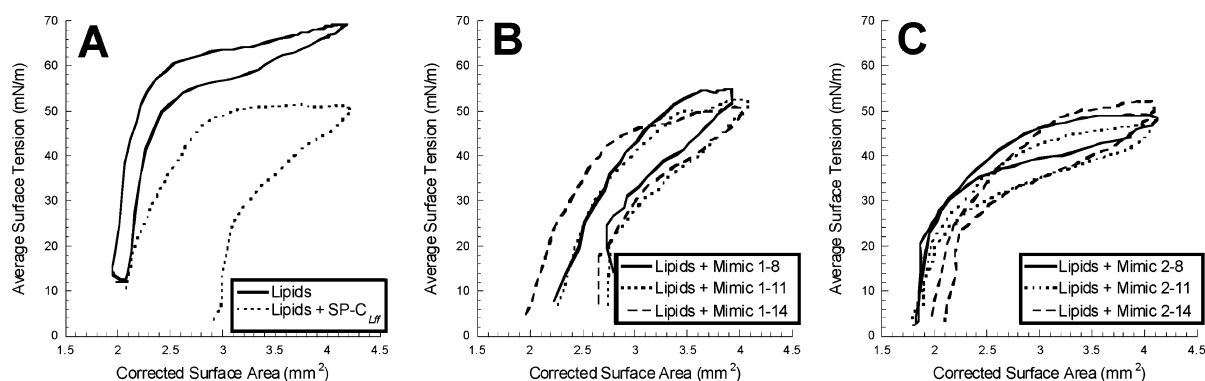 A
Average Surface Tension (mN/m)
70
60
50
40
30
20
10
0
1.5 2 2.5 3 3.5 4 4.5
Corrected Surface Area (mm²)
Lipids
Lipids + SP-C Lff
B
Average Surface Tension (mN/m)
70
60
50
40
30
20
10
0
1.5 2 2.5 3 3.5 4 4.5
Corrected Surface Area (mm²)
Lipids + Mimic 1-8
Lipids + Mimic 1-11
Lipids + Mimic 1-14
C
Average Surface Tension (mN/m)
70
60
50
40
30
20
10
0
1.5 2 2.5 3 3.5 4 4.5
Corrected Surface Area (mm²)
Lipids + Mimic 2-8
Lipids + Mimic 2-11
Lipids + Mimic 2-14